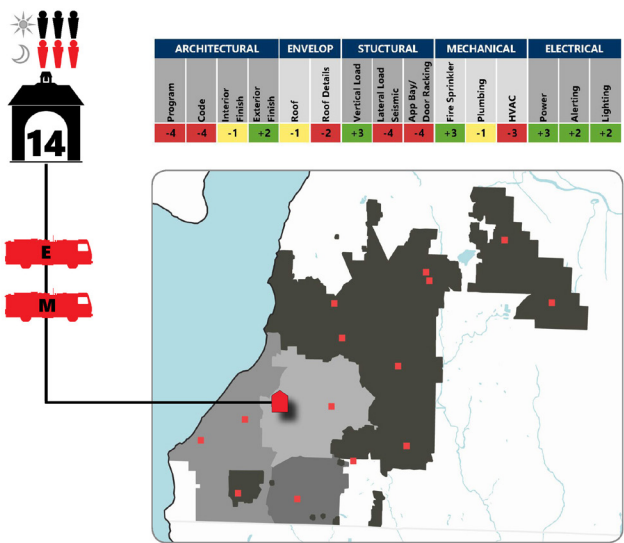 ARCHITECTURAL ENVELOP STUCTURAL MECHANICAL ELECTRICAL
Program Code Interior Finish Exterior Finish Roof Roof Details Vertical Load Lateral Load Seismic App Bay/ Door Racking Fire Sprinkler Plumbing HVAC Power Alerting Lighting
-4 -4 -1 +2 -1 -2 +3 -4 -4 +3 -1 -3 +3 +2 +2
14
E
M